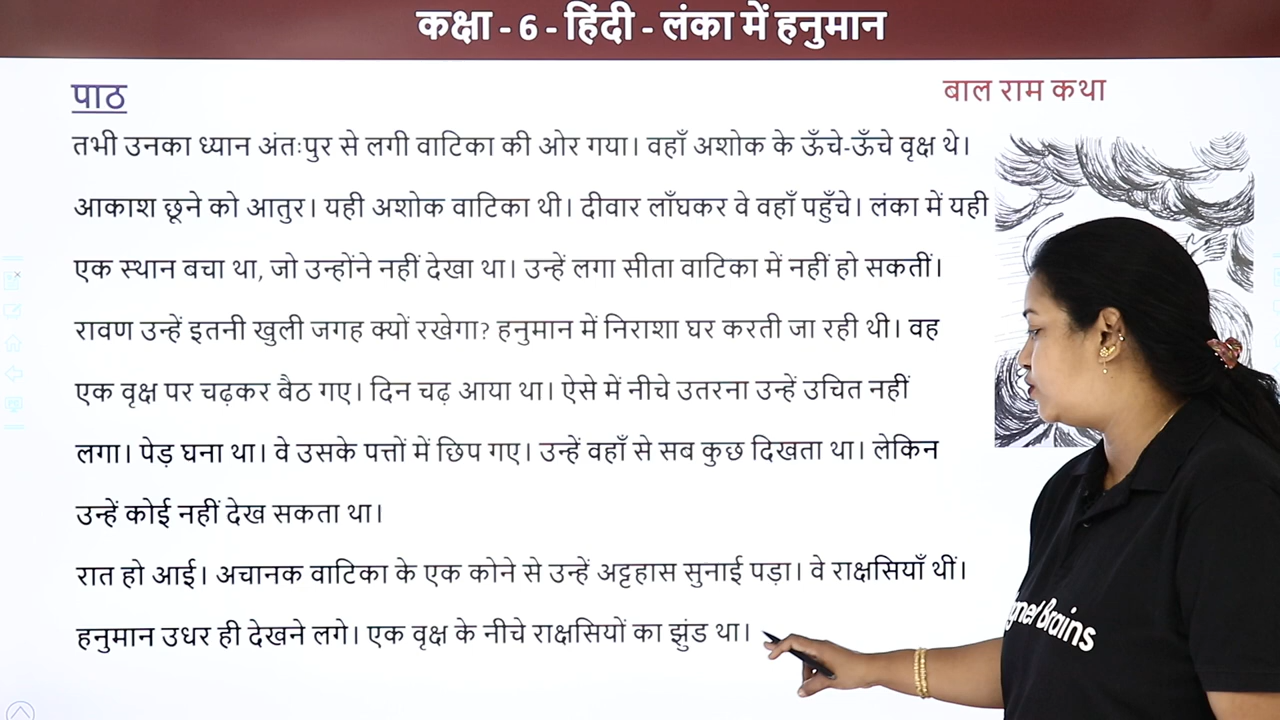 कक्षा - 6 - हिंदी - लंका में हनुमान
पाठ
बाल राम कथा
तभी उनका ध्यान अंतःपुर से लगी वाटिका की ओर गया। वहाँ अशोक के ऊँचे-ऊँचे वृक्ष थे।
आकाश छूने को आतुर। यही अशोक वाटिका थी। दीवार लाँघकर वे वहाँ पहुँचे। लंका में यही
एक स्थान बचा था, जो उन्होंने नहीं देखा था। उन्हें लगा सीता वाटिका में नहीं हो सकतीं।
रावण उन्हें इतनी खुली जगह क्यों रखेगा? हनुमान में निराशा घर करती जा रही थी। वह
एक वृक्ष पर चढ़कर बैठ गए। दिन चढ़ आया था। ऐसे में नीचे उतरना उन्हें उचित नहीं
लगा। पेड़ घना था। वे उसके पत्तों में छिप गए। उन्हें वहाँ से सब कुछ दिखता था। लेकिन
उन्हें कोई नहीं देख सकता था।
रात हो आई। अचानक वाटिका के एक कोने से उन्हें अट्टहास सुनाई पड़ा। वे राक्षसियाँ थीं।
हनुमान उधर ही देखने लगे। एक वृक्ष के नीचे राक्षसियों का झुंड था।
Brains